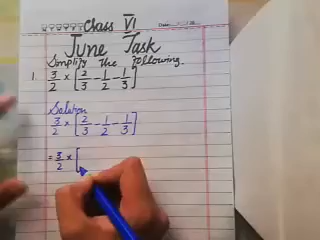 Class VI
Date
June Task
Simplify the following.
1. 3/2 × [2/3 - 1/2 - 1/3]
Solution
3/2 × [2/3 - 1/2 - 1/3]
= 3/2 × [